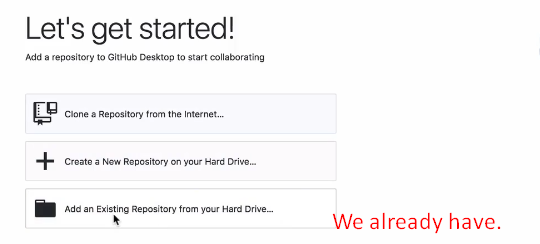 Let's get started!
Add a repository to GitHub Desktop to start collaborating
Clone a Repository from the Internet...
Create a New Repository on your Hard Drive...
Add an Existing Repository from your Hard Drive...
We already have.